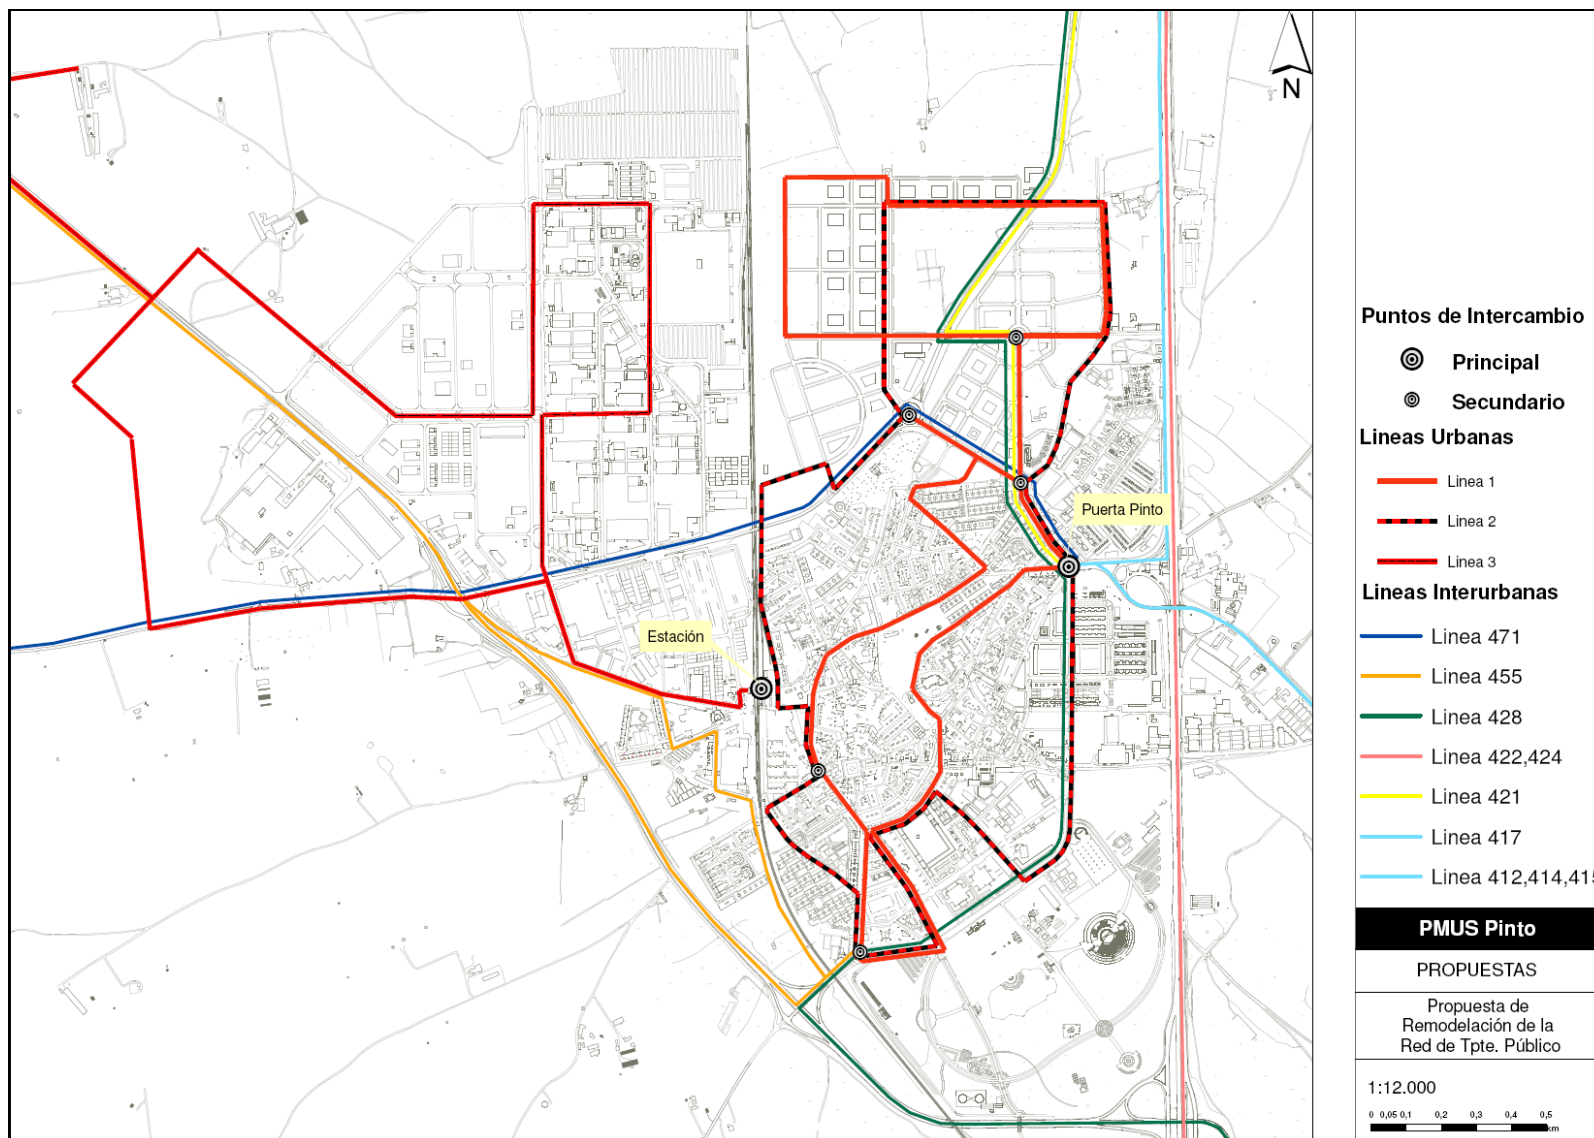 N
Puerta Pinto
Estación
Puntos de Intercambio
Principal
Secundario
Lineas Urbanas
Linea 1
Linea 2
Linea 3
Lineas Interurbanas
Linea 471
Linea 455
Linea 428
Linea 422,424
Linea 421
Linea 417
Linea 412,414,415
PMUS Pinto
PROPUESTAS
Propuesta de
Remodelación de la
Red de Tpte. Público
1:12.000
0 0,05 0,1 0,2 0,3 0,4 0,5
km